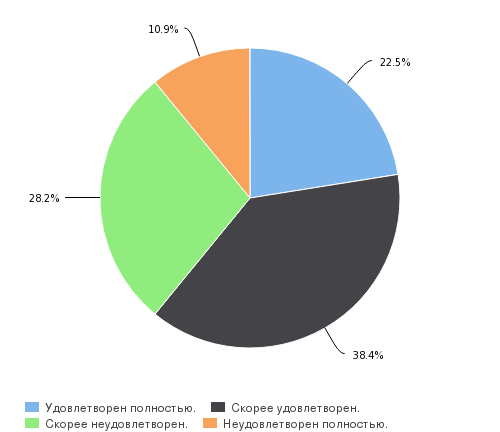 10.9%
22.5%
28.2%
38.4%
Удовлетворен полностью. Скорее удовлетворен.
Скорее неудовлетворен. Неудовлетворен полностью.